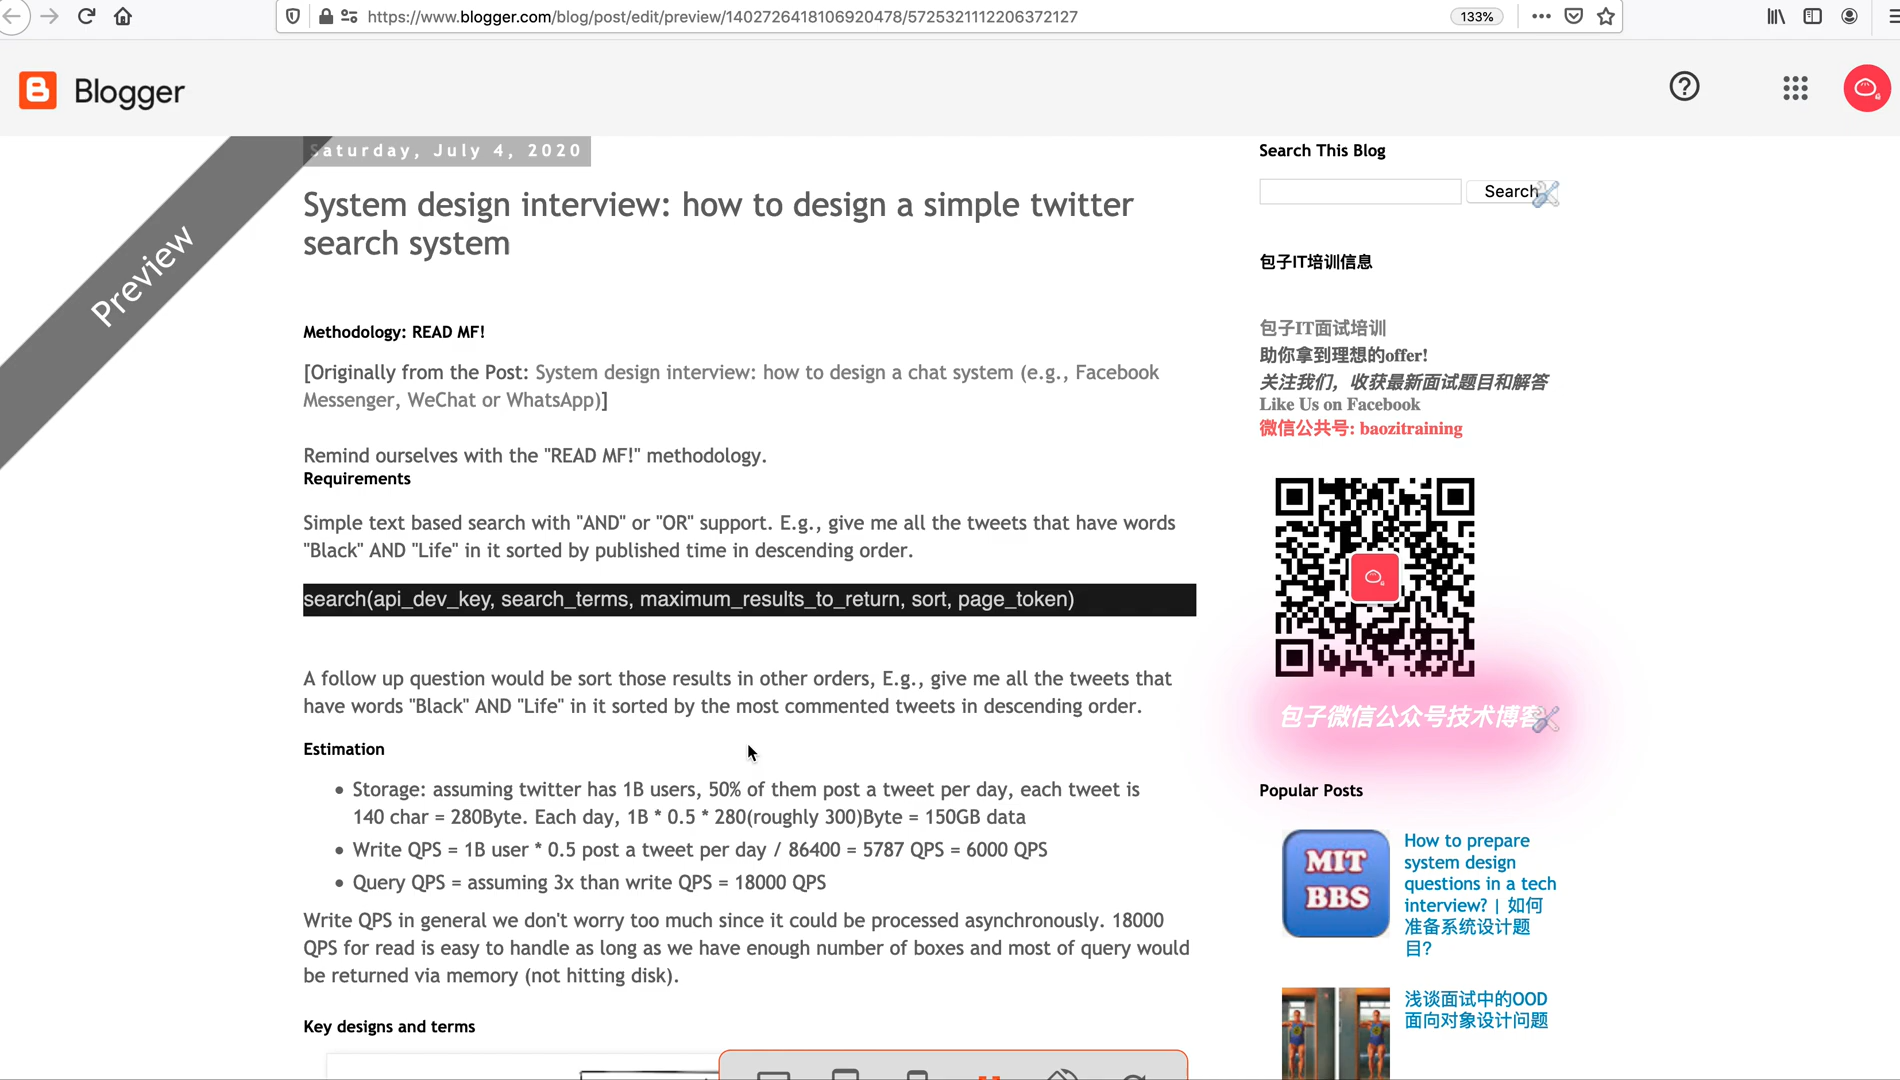 https://www.blogger.com/blog/post/edit/preview/1402726418106920478/5725321112206372127
133%
Blogger
Preview
Saturday, July 4, 2020
System design interview: how to design a simple twitter
search system
Methodology: READ MF!
[Originally from the Post: System design interview: how to design a chat system (e.g., Facebook
Messenger, WeChat or WhatsApp)]
Remind ourselves with the "READ MF!" methodology.
Requirements
Simple text based search with "AND" or "OR" support. E.g., give me all the tweets that have words
"Black" AND "Life" in it sorted by published time in descending order.
search(api_dev_key, search_terms, maximum_results_to_return, sort, page_token)
A follow up question would be sort those results in other orders, E.g., give me all the tweets that
have words "Black" AND "Life" in it sorted by the most commented tweets in descending order.
Estimation
• Storage: assuming twitter has 1B users, 50% of them post a tweet per day, each tweet is
140 char = 280Byte. Each day, 1B * 0.5 * 280(roughly 300)Byte = 150GB data
• Write QPS = 1B user * 0.5 post a tweet per day / 86400 = 5787 QPS = 6000 QPS
• Query QPS = assuming 3x than write QPS = 18000 QPS
Write QPS in general we don't worry too much since it could be processed asynchronously. 18000
QPS for read is easy to handle as long as we have enough number of boxes and most of query would
be returned via memory (not hitting disk).
Key designs and terms
Search This Blog
Search
包子IT培训信息
包子IT面试培训
助你拿到理想的offer!
关注我们，收获最新面试题目和解答
Like Us on Facebook
微信公共号: baozitraining
包子微信公众号技术博客
Popular Posts
MIT
BBS
How to prepare
system design
questions in a tech
interview? | 如何
准备系统设计题
目?
浅谈面试中的OOD
面向对象设计问题